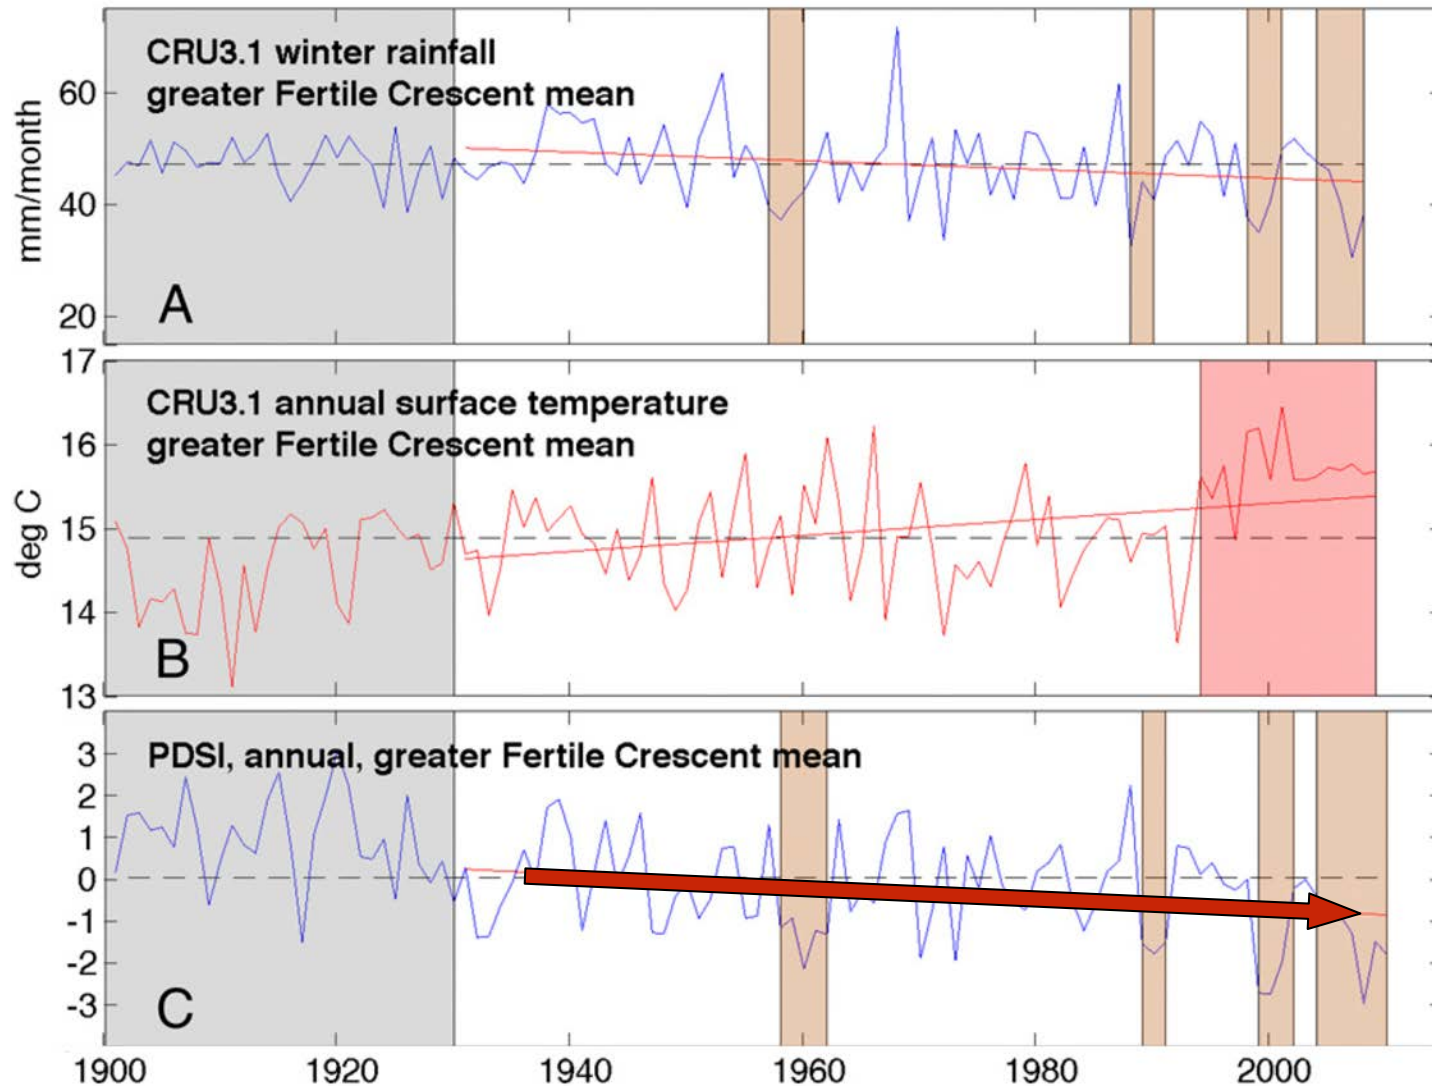 CRU3.1 winter rainfall
greater Fertile Crescent mean
mm/month
60
40
20
A
CRU3.1 annual surface temperature
greater Fertile Crescent mean
deg C
17
16
15
14
13
B
PDSI, annual, greater Fertile Crescent mean
3
2
1
0
-1
-2
-3
C
1900 1920 1940 1960 1980 2000